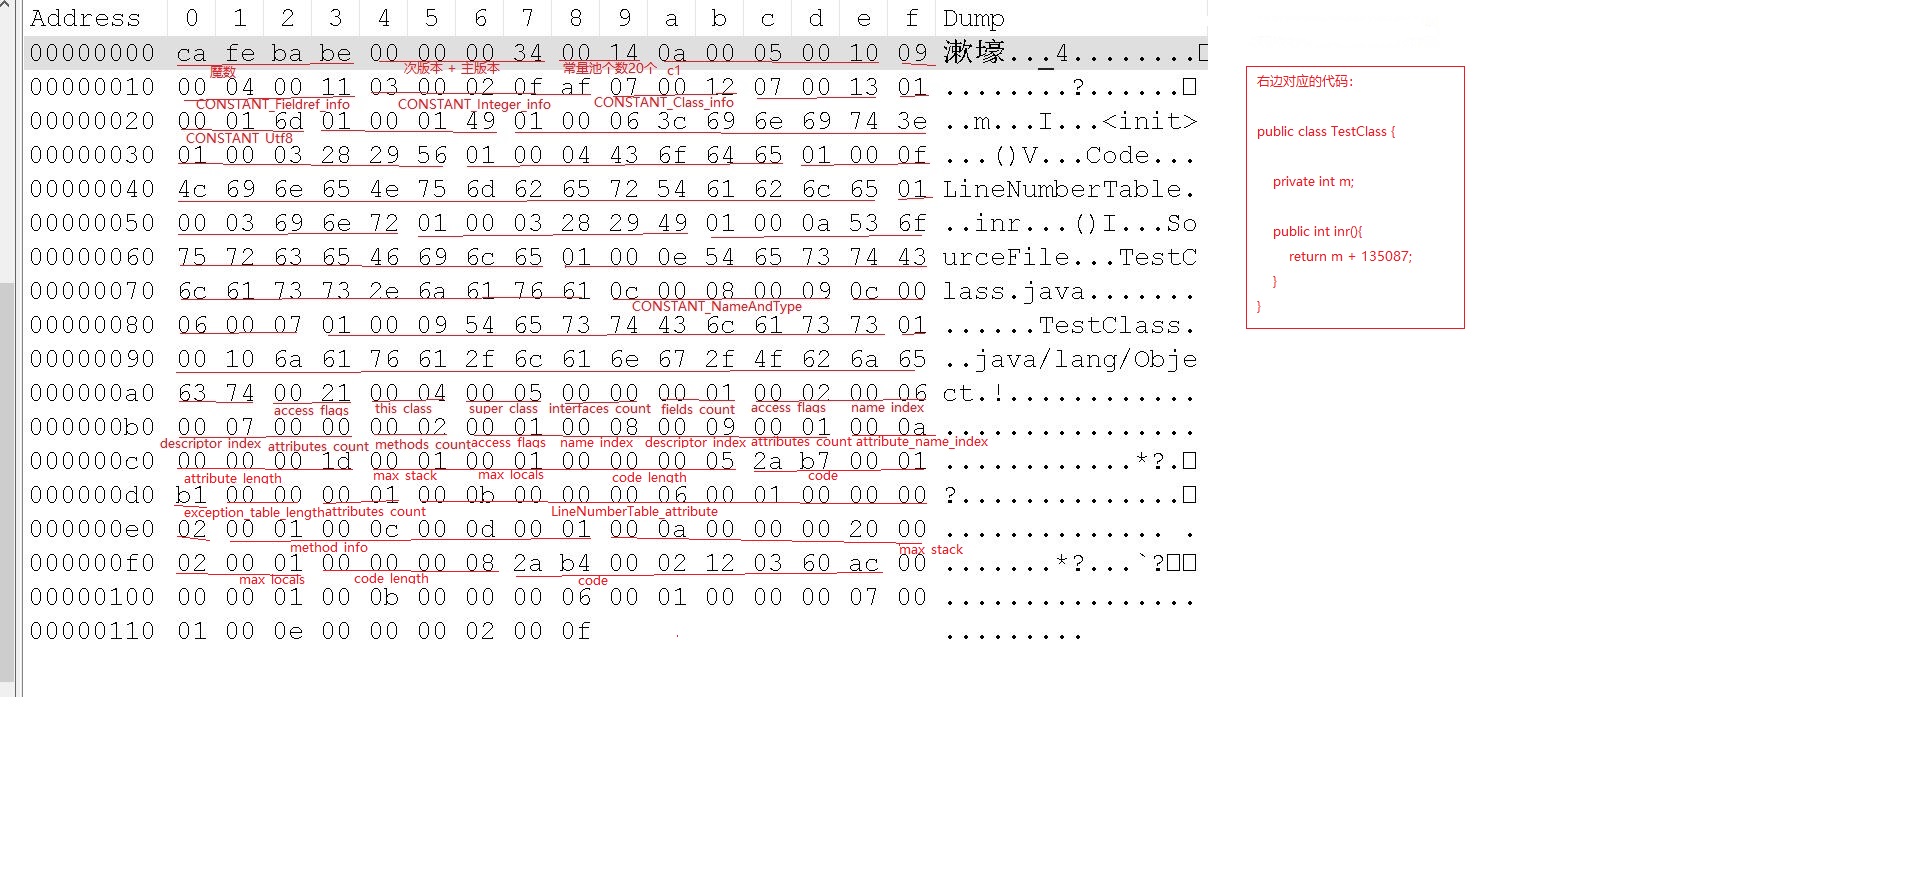 Address 0 1 2 3 4 5 6 7 8 9 a b c d e f Dump
00000000 ca fe ba be 00 00 00 34 00 14 0a 00 05 00 10 09 漱壕...4........
魔数 次版本 + 主版本 常量池个数20个 c1
00000010 00 04 00 11 03 00 02 0f af 07 00 12 07 00 13 01 ........?......
CONSTANT_Fieldref_info CONSTANT_Integer_info CONSTANT_Class_info
00000020 00 01 6d 01 00 01 49 01 00 06 3c 69 6e 69 74 3e ..m...I...<init>
CONSTANT_Utf8
00000030 01 00 03 28 29 56 01 00 04 43 6f 64 65 01 00 0f ...()V...Code...
00000040 4c 69 6e 65 4e 75 6d 62 65 72 54 61 62 6c 65 01 LineNumberTable.
00000050 00 03 69 6e 72 01 00 03 28 29 49 01 00 0a 53 6f ..inr...()I...So
00000060 75 72 63 65 46 69 6c 65 01 00 0e 54 65 73 74 43 urceFile...TestC
00000070 6c 61 73 73 2e 6a 61 76 61 0c 00 08 00 09 0c 00 lass.java.......
CONSTANT_NameAndType
00000080 06 00 07 01 00 09 54 65 73 74 43 6c 61 73 73 01 ......TestClass.
00000090 00 10 6a 61 76 61 2f 6c 61 6e 67 2f 4f 62 6a 65 ..java/lang/Obje
000000a0 63 74 00 21 00 04 00 05 00 00 00 01 00 02 00 06 ct.!............
access flags this class super class interfaces count fields count access flags name index
000000b0 00 07 00 00 00 02 00 01 00 08 00 09 00 01 00 0a ................
descriptor index attributes count methods count access flags name index descriptor index attributes count attribute_name_index
000000c0 00 00 00 1d 00 01 00 01 00 00 00 05 2a b7 00 01 ............*?.
attribute length max stack max locals code length code
000000d0 b1 00 00 00 01 00 0b 00 00 00 06 00 01 00 00 00 ?..............
exception_table_length attributes count LineNumberTable_attribute
000000e0 02 00 01 00 0c 00 0d 00 01 00 0a 00 00 00 20 00 .............. .
method info max stack
000000f0 02 00 01 00 00 00 08 2a b4 00 02 12 03 60 ac 00 .......*?...`?
max locals code length code
00000100 00 00 01 00 0b 00 00 00 06 00 01 00 00 00 07 00 ................
00000110 01 00 0e 00 00 00 02 00 0f .........
右边对应的代码：
public class TestClass {
private int m;
public int inr(){
return m + 135087;
}
}